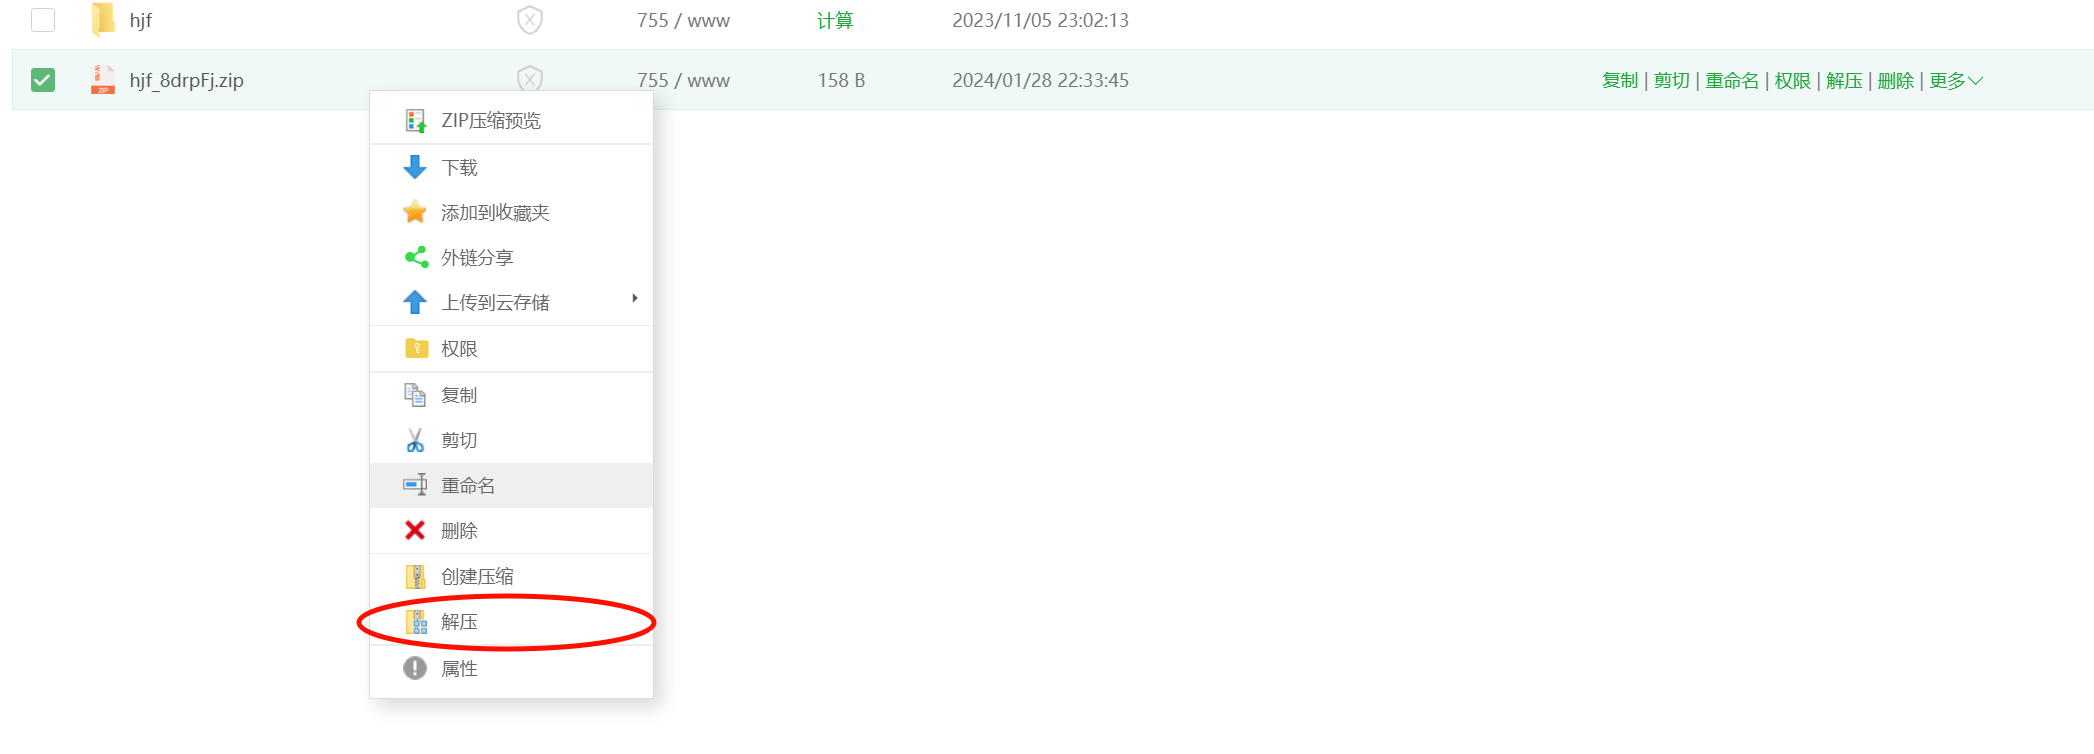 hjf 755 / www 计算 2023/11/05 23:02:13
hjf_8drpFj.zip 755 / www 158 B 2024/01/28 22:33:45 复制 | 剪切 | 重命名 | 权限 | 解压 | 删除 | 更多
ZIP
ZIP压缩预览
下载
添加到收藏夹
外链分享
上传到云存储
权限
复制
剪切
重命名
删除
创建压缩
解压
属性